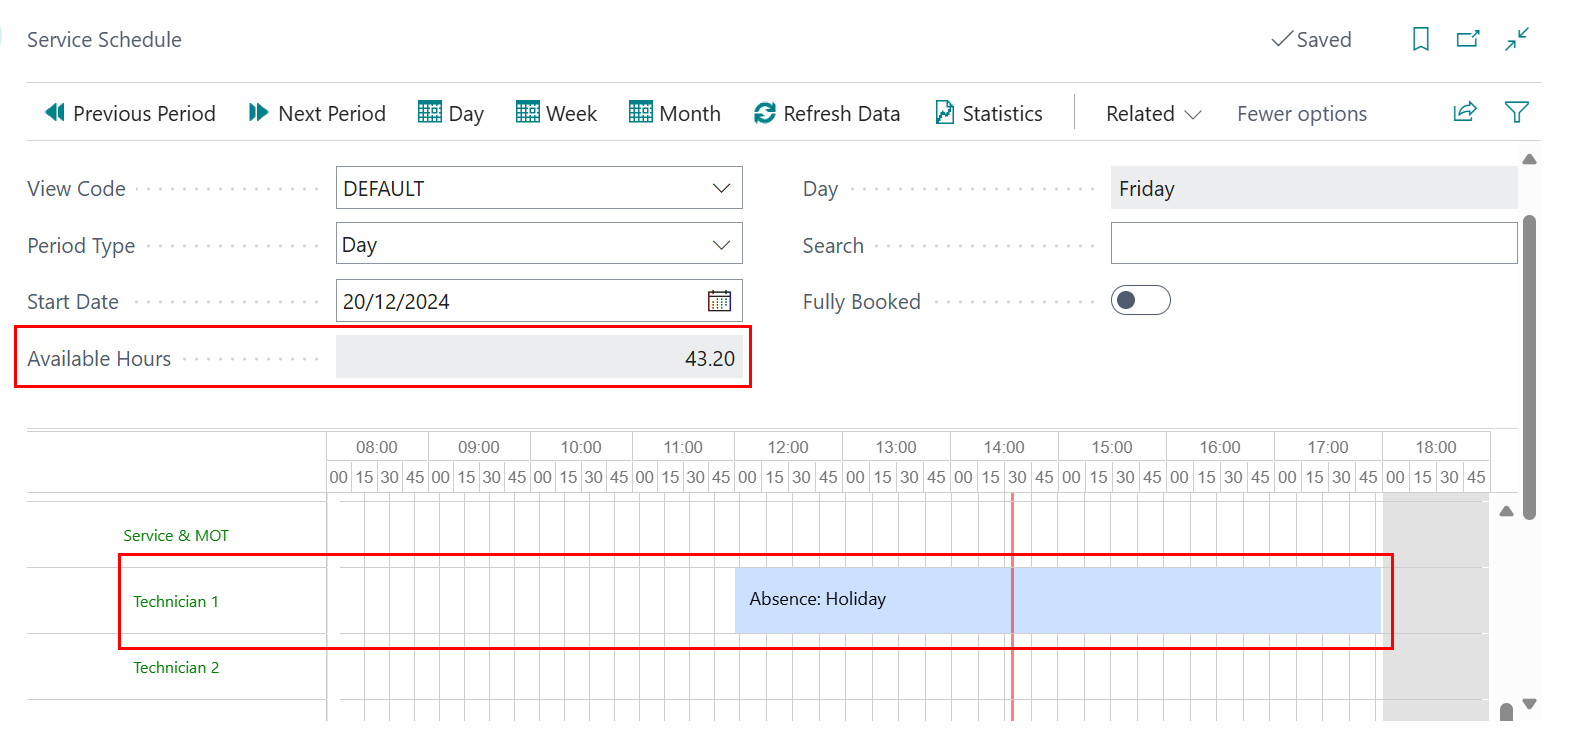 Service Schedule Saved
Previous Period Next Period Day Week Month Refresh Data Statistics Related Fewer options
View Code DEFAULT Day Friday
Period Type Day Search
Start Date 20/12/2024 Fully Booked
Available Hours 43.20
08:00 09:00 10:00 11:00 12:00 13:00 14:00 15:00 16:00 17:00 18:00
00 15 30 45 00 15 30 45 00 15 30 45 00 15 30 45 00 15 30 45 00 15 30 45 00 15 30 45 00 15 30 45 00 15 30 45 00 15 30 45 00 15 30 45
Service & MOT
Technician 1 Absence: Holiday
Technician 2